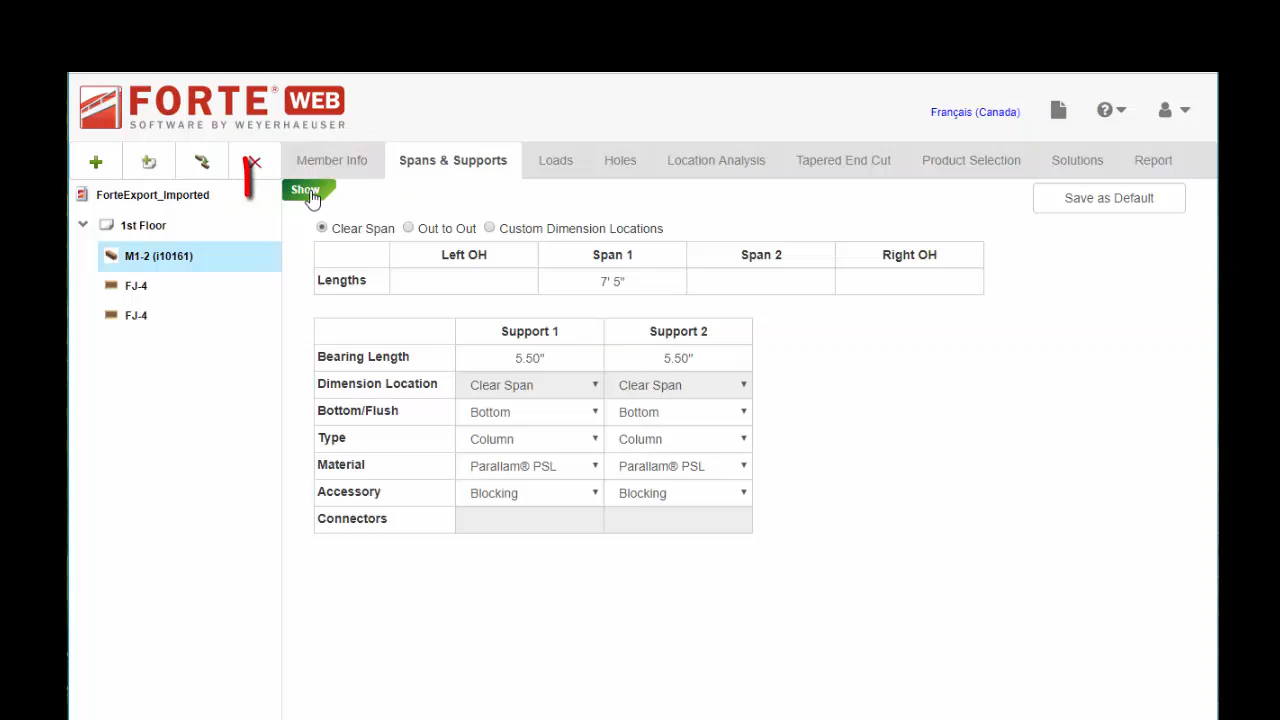 FORTE® WEB
SOFTWARE BY WEYERHAEUSER
Français (Canada)
Member Info Spans & Supports Loads Holes Location Analysis Tapered End Cut Product Selection Solutions Report
ForteExport_Imported
1st Floor
M1-2 (i10161)
FJ-4
FJ-4
Show
Save as Default
Clear Span Out to Out Custom Dimension Locations
Left OH Span 1 Span 2 Right OH
Lengths 7' 5"
Support 1 Support 2
Bearing Length 5.50" 5.50"
Dimension Location Clear Span Clear Span
Bottom/Flush Bottom Bottom
Type Column Column
Material Parallam® PSL Parallam® PSL
Accessory Blocking Blocking
Connectors